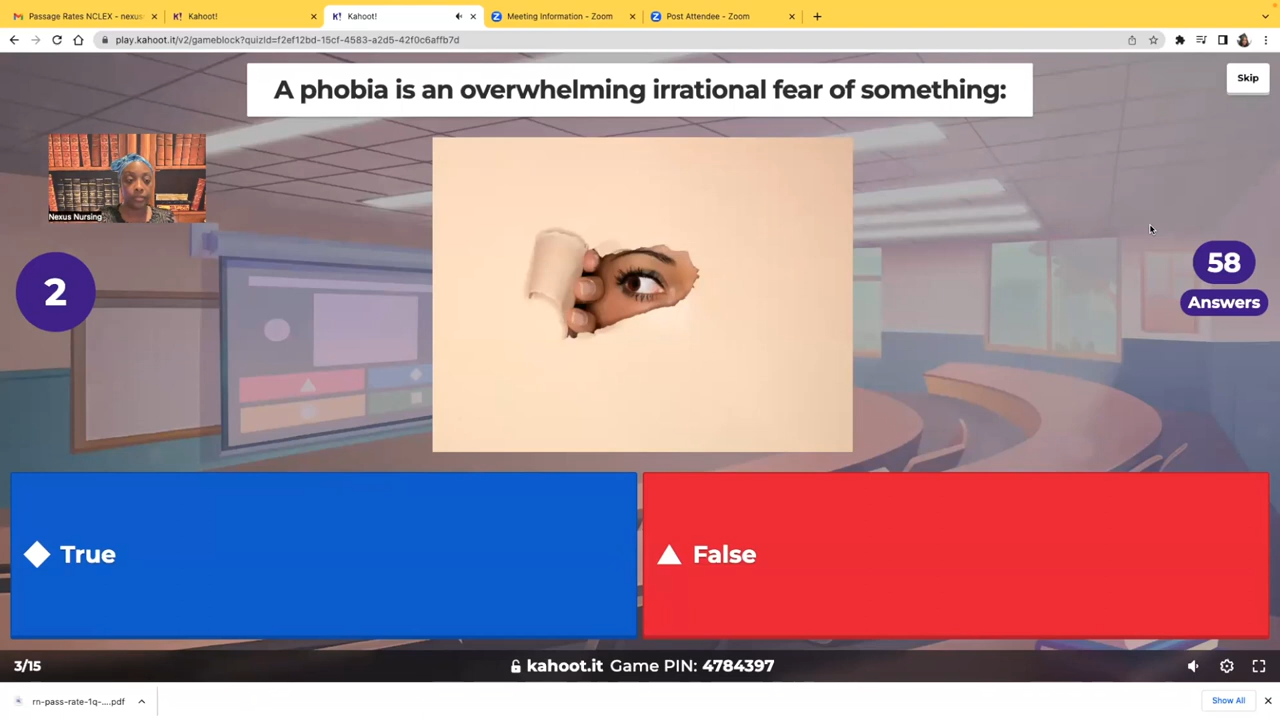 Passage Rates NCLEX - nexus
Kahoot!
Kahoot!
Meeting Information - Zoom
Post Attendee - Zoom
play.kahoot.it/v2/gameblock?quizId=f2ef12bd-15cf-4583-a2d5-42f0c6affb7d
A phobia is an overwhelming irrational fear of something:
Skip
Nexus Nursing
2
58
Answers
True
False
3/15
kahoot.it Game PIN: 4784397
rn-pass-rate-1q-....pdf
Show All